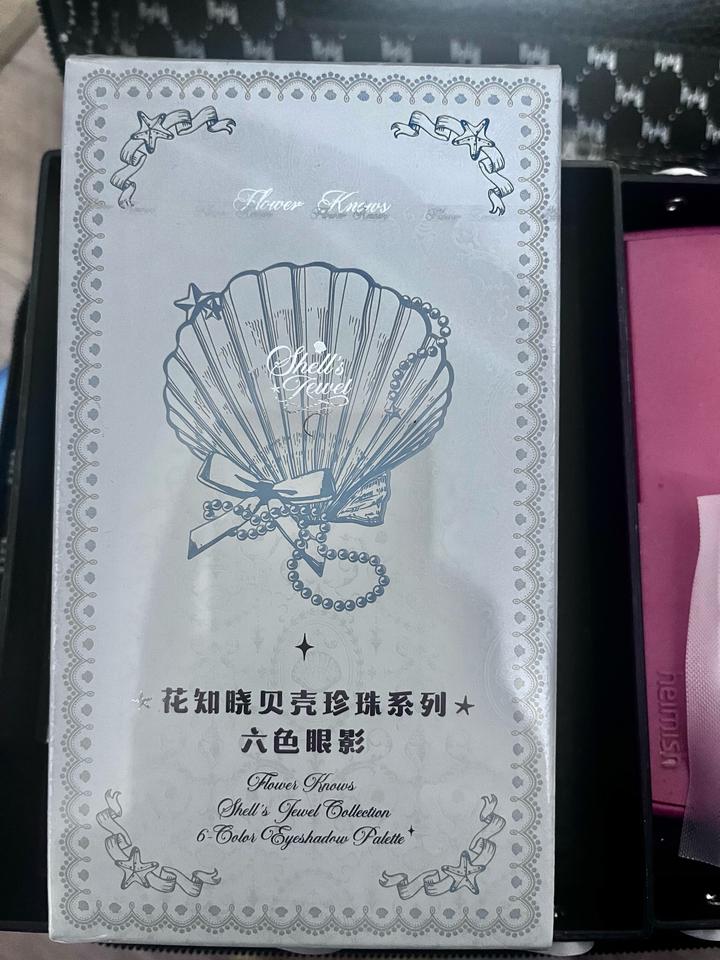 Flower Knows
Shell's
Jewel
花知晓贝壳珍珠系列
六色眼影
Flower Knows
Shell's Jewel Collection
6-Color Eyeshadow Palette
heimish